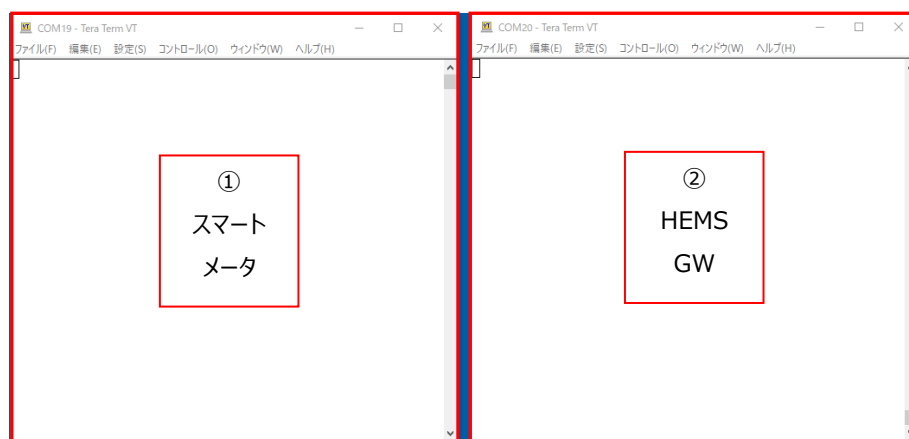 COM19 - Tera Term VT
ファイル(F) 編集(E) 設定(S) コントロール(O) ウィンドウ(W) ヘルプ(H)
①
スマート
メータ
COM20 - Tera Term VT
ファイル(F) 編集(E) 設定(S) コントロール(O) ウィンドウ(W) ヘルプ(H)
②
HEMS
GW